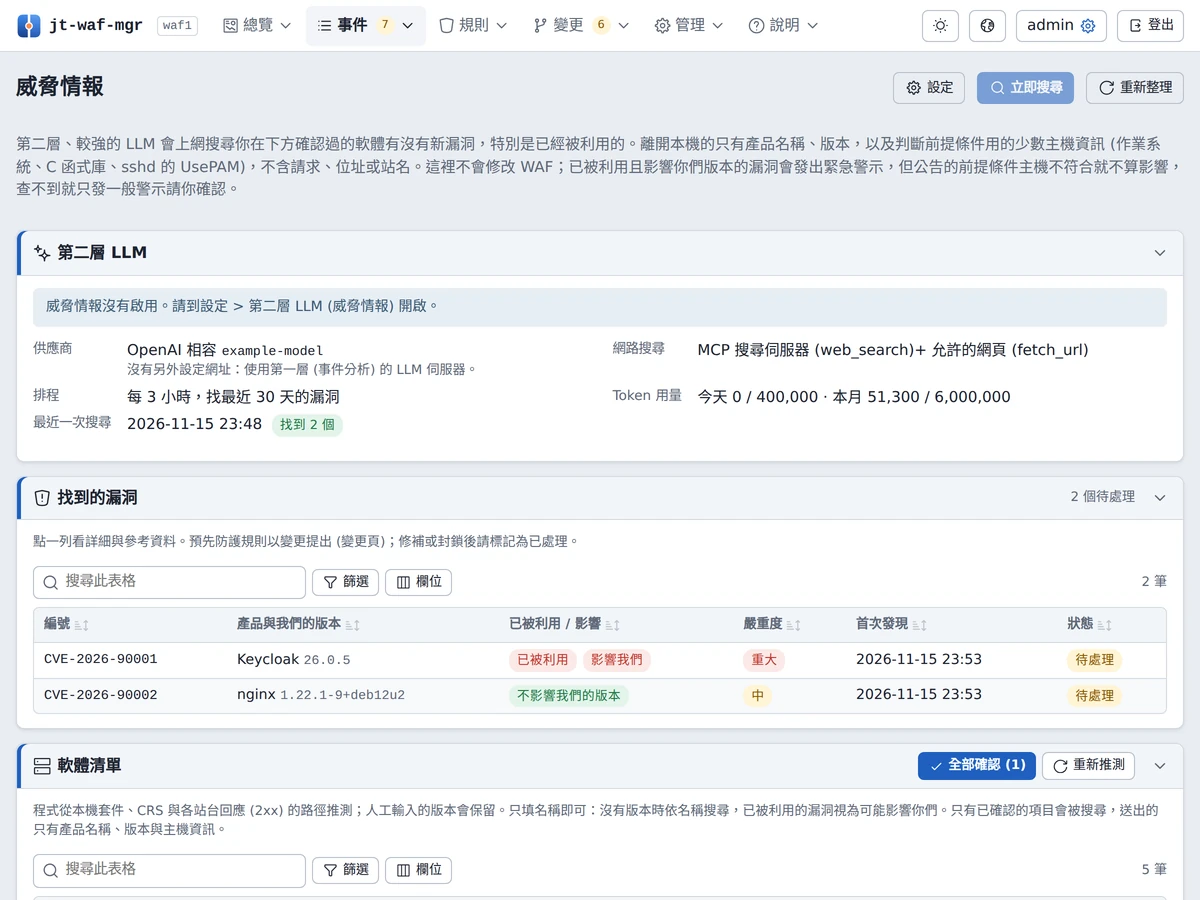 jt-waf-mgr waf1 總覽 事件 7 規則 變更 6 管理 說明 admin 登出
威脅情報 設定 立即搜尋 重新整理
第二層、較強的 LLM 會上網搜尋你在下方確認過的軟體有沒有新漏洞，特別是已經被利用的。離開本機的只有產品名稱、版本，以及判斷前提條件用的少數主機資訊 (作業系
統、C 函式庫、sshd 的 UsePAM)，不含請求、位址或站名。這裡不會修改 WAF；已被利用且影響你們版本的漏洞會發出緊急警示，但公告的前提條件主機不符合就不算影響，
查不到就只發一般警示請你確認。
第二層 LLM
威脅情報沒有啟用。請到設定 > 第二層 LLM (威脅情報) 開啟。
供應商 OpenAI 相容 example-model 網路搜尋 MCP 搜尋伺服器 (web_search)+ 允許的網頁 (fetch_url)
沒有另外設定網址：使用第一層 (事件分析) 的 LLM 伺服器。
排程 每 3 小時，找最近 30 天的漏洞 Token 用量 今天 0 / 400,000 · 本月 51,300 / 6,000,000
最近一次搜尋 2026-11-15 23:48 找到 2 個
找到的漏洞 2 個待處理
點一列看詳細與參考資料。預先防護規則以變更提出 (變更頁)；修補或封鎖後請標記為已處理。
搜尋此表格 篩選 欄位 2 筆
編號 產品與我們的版本 已被利用 / 影響 嚴重度 首次發現 狀態
CVE-2026-90001 Keycloak 26.0.5 已被利用 影響我們 重大 2026-11-15 23:53 待處理
CVE-2026-90002 nginx 1.22.1-9+deb12u2 不影響我們的版本 中 2026-11-15 23:53 待處理
軟體清單 全部確認 (1) 重新推測
程式從本機套件、CRS 與各站台回應 (2xx) 的路徑推測；人工輸入的版本會保留。只填名稱即可：沒有版本時依名稱搜尋，已被利用的漏洞視為可能影響你們。只有已確認的項目會被搜尋，送出的
只有產品名稱、版本與主機資訊。
搜尋此表格 篩選 欄位 5 筆